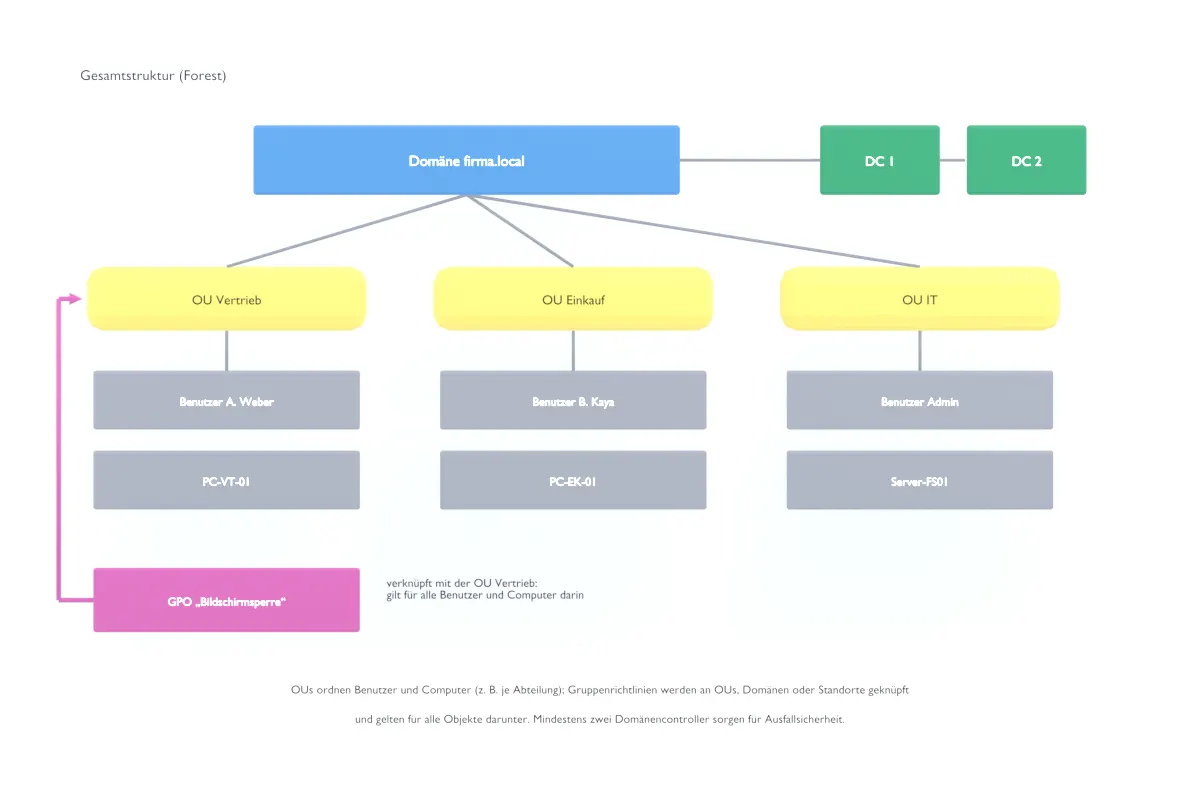 Gesamtstruktur (Forest)
Domäne firma.local
DC 1
DC 2
OU Vertrieb
OU Einkauf
OU IT
Benutzer A. Weber
Benutzer B. Kaya
Benutzer Admin
PC-VT-01
PC-EK-01
Server-FS01
GPO „Bildschirmsperre“
verknüpft mit der OU Vertrieb:
gilt für alle Benutzer und Computer darin
OUs ordnen Benutzer und Computer (z. B. je Abteilung); Gruppenrichtlinien werden an OUs, Domänen oder Standorte geknüpft
und gelten für alle Objekte darunter. Mindestens zwei Domänencontroller sorgen für Ausfallsicherheit.